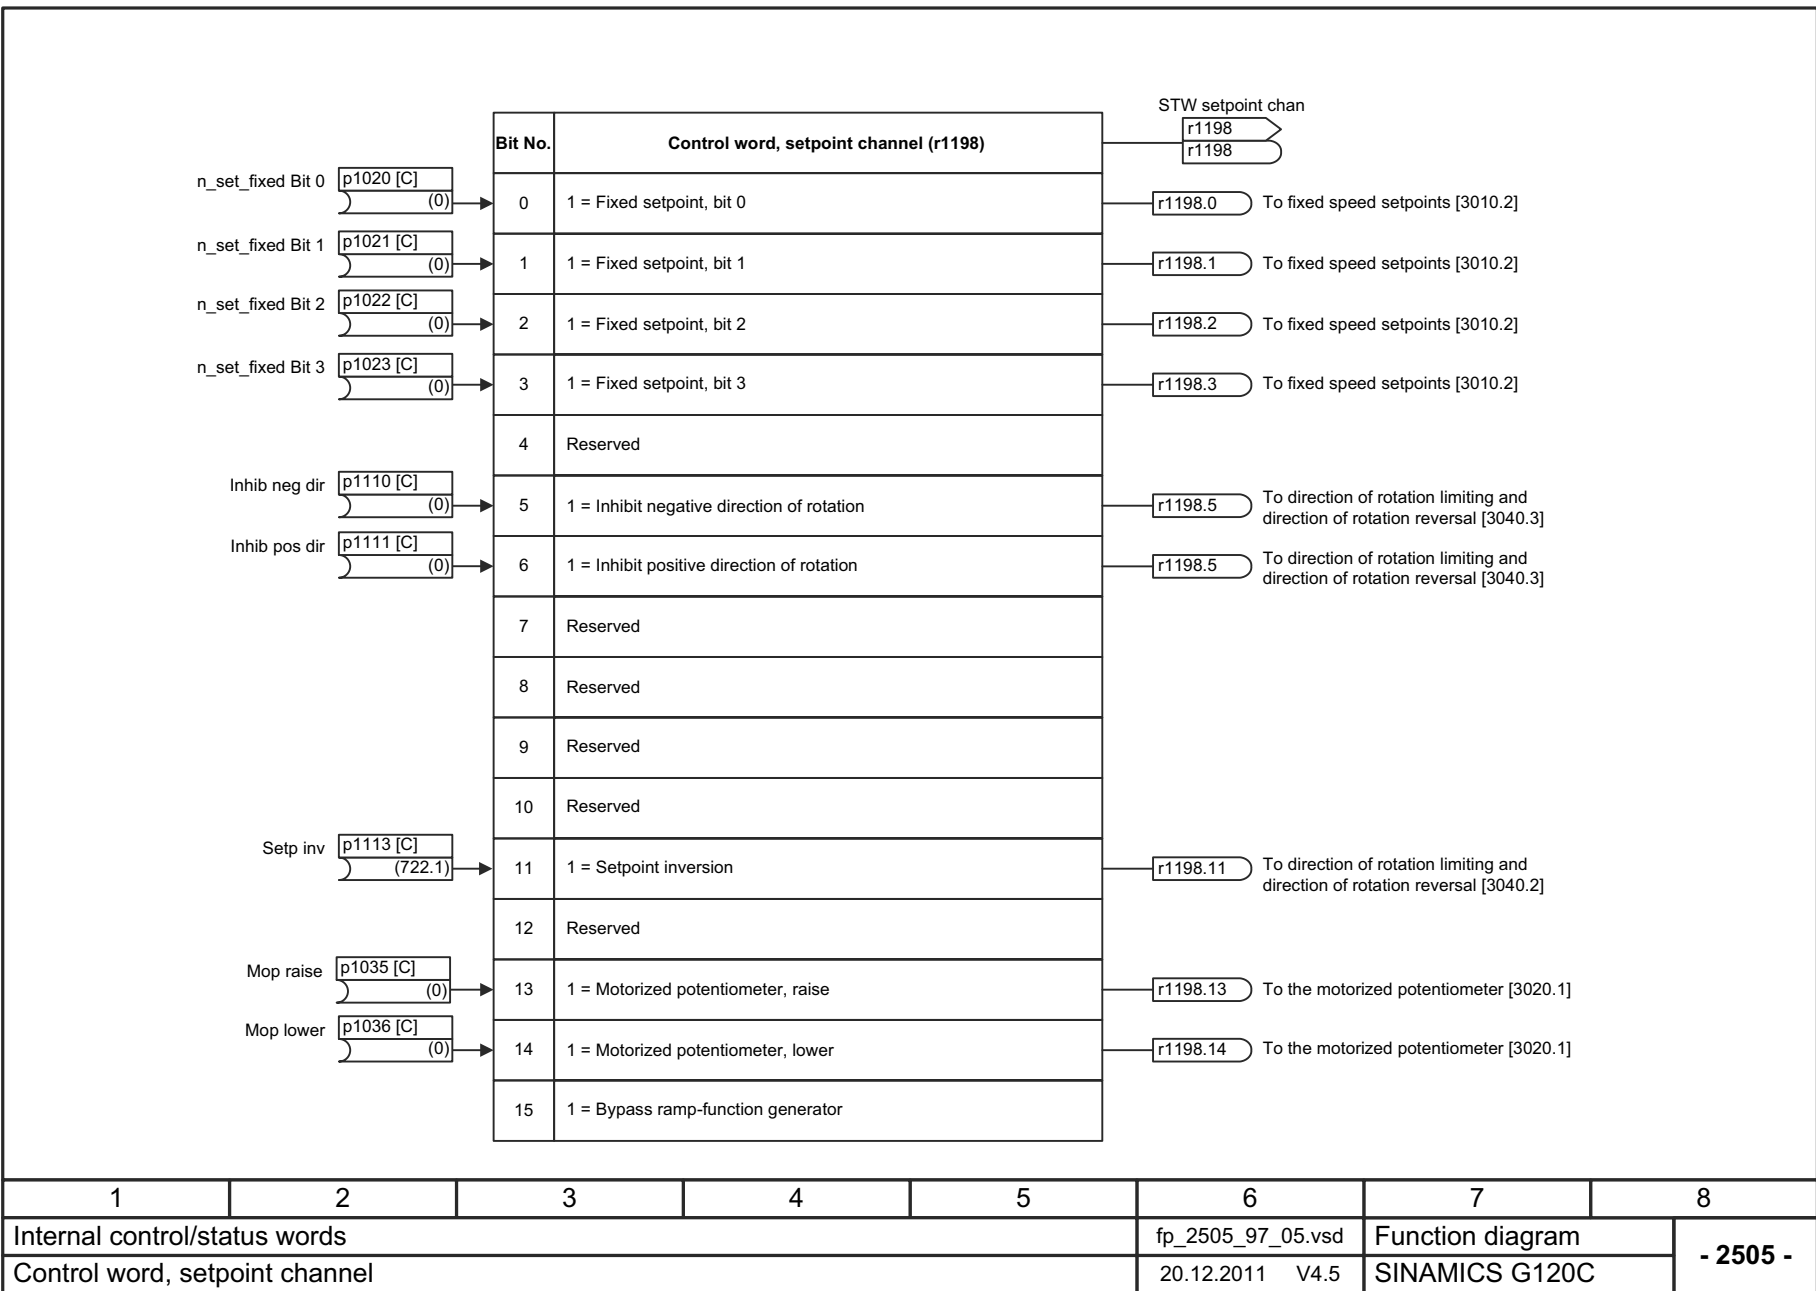 STW setpoint chan
r1198
r1198
Bit No. Control word, setpoint channel (r1198)
n_set_fixed Bit 0 p1020 [C]
(0) 0 1 = Fixed setpoint, bit 0 r1198.0 To fixed speed setpoints [3010.2]
n_set_fixed Bit 1 p1021 [C]
(0) 1 1 = Fixed setpoint, bit 1 r1198.1 To fixed speed setpoints [3010.2]
n_set_fixed Bit 2 p1022 [C]
(0) 2 1 = Fixed setpoint, bit 2 r1198.2 To fixed speed setpoints [3010.2]
n_set_fixed Bit 3 p1023 [C]
(0) 3 1 = Fixed setpoint, bit 3 r1198.3 To fixed speed setpoints [3010.2]
4 Reserved
Inhib neg dir p1110 [C]
(0) 5 1 = Inhibit negative direction of rotation r1198.5 To direction of rotation limiting and
direction of rotation reversal [3040.3]
Inhib pos dir p1111 [C]
(0) 6 1 = Inhibit positive direction of rotation r1198.5 To direction of rotation limiting and
direction of rotation reversal [3040.3]
7 Reserved
8 Reserved
9 Reserved
10 Reserved
Setp inv p1113 [C]
(722.1) 11 1 = Setpoint inversion r1198.11 To direction of rotation limiting and
direction of rotation reversal [3040.2]
12 Reserved
Mop raise p1035 [C]
(0) 13 1 = Motorized potentiometer, raise r1198.13 To the motorized potentiometer [3020.1]
Mop lower p1036 [C]
(0) 14 1 = Motorized potentiometer, lower r1198.14 To the motorized potentiometer [3020.1]
15 1 = Bypass ramp-function generator
1 2 3 4 5 6 7 8
Internal control/status words fp_2505_97_05.vsd Function diagram
- 2505 -
Control word, setpoint channel 20.12.2011 V4.5 SINAMICS G120C